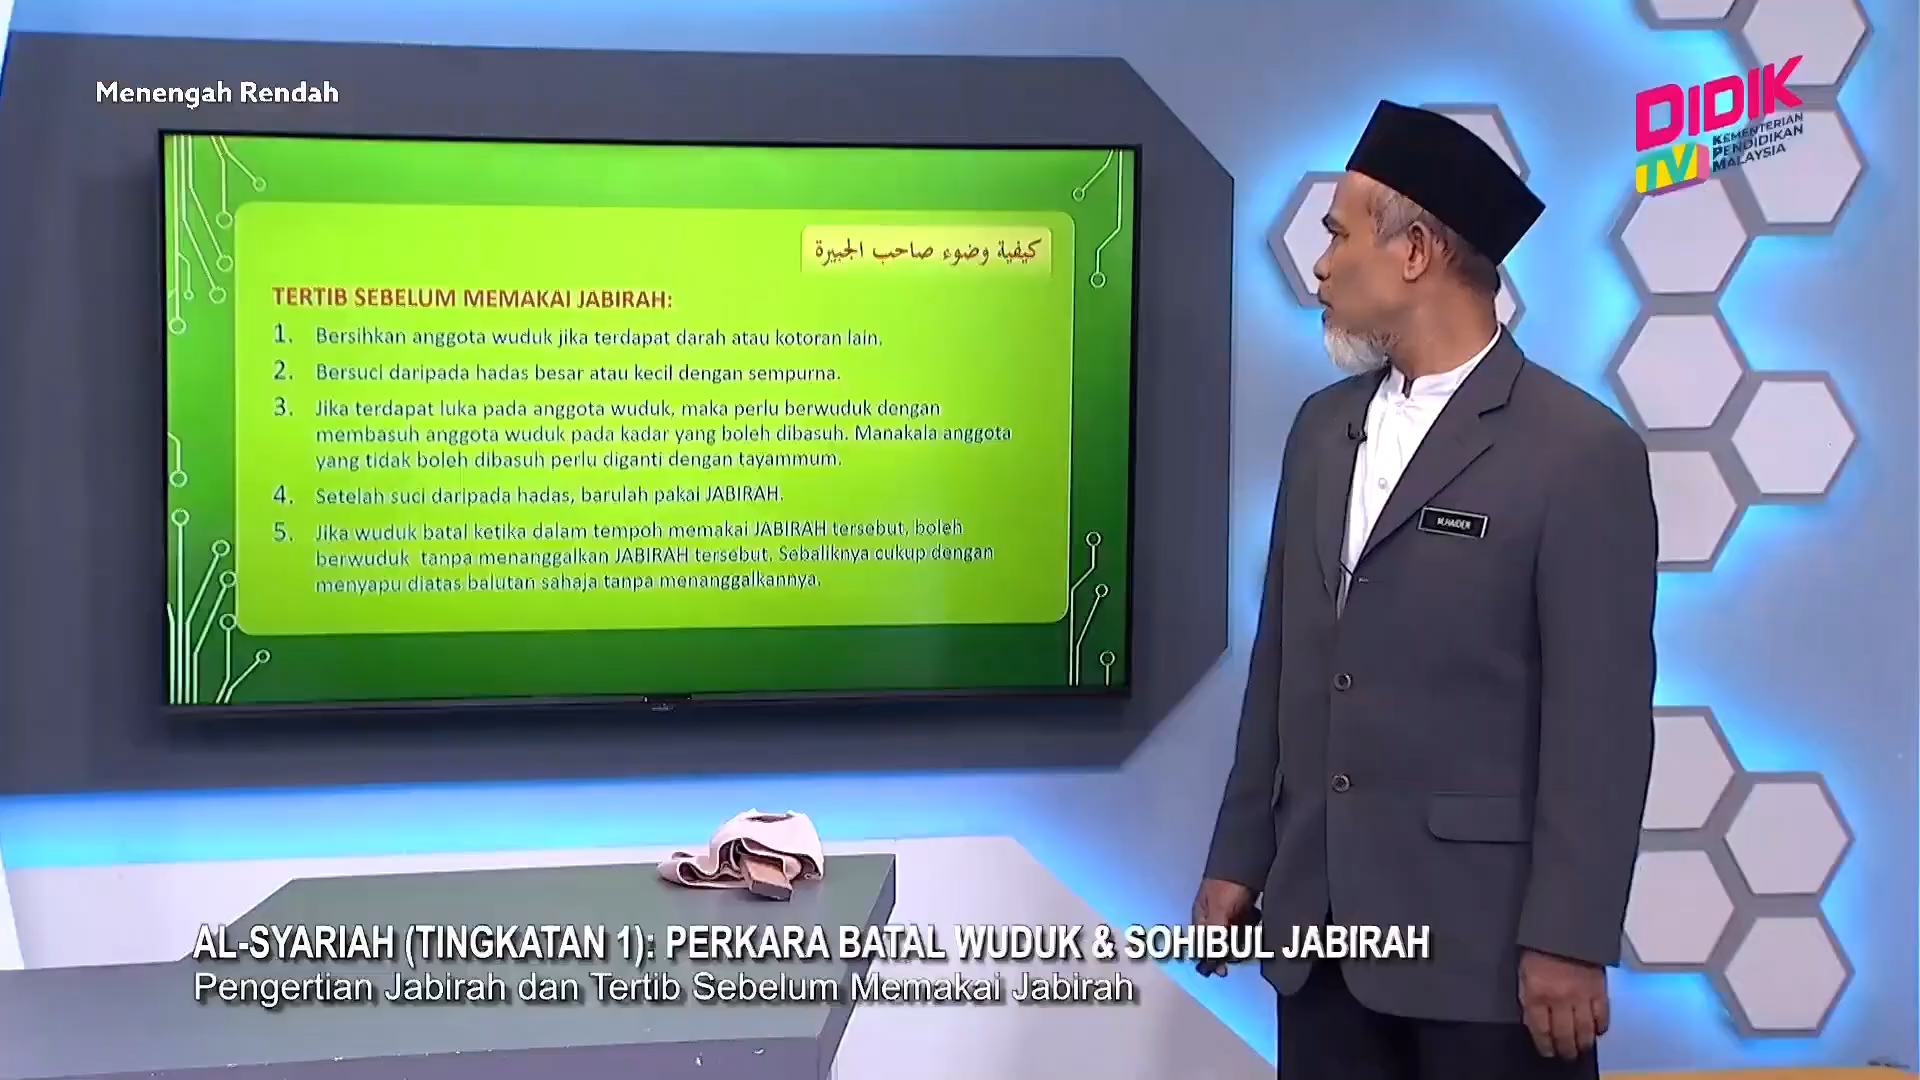 Menengah Rendah
DIDIK
TV
KEMENTERIAN
PENDIDIKAN
MALAYSIA
كيفية وضوء صاحب الجبيرة
TERTIB SEBELUM MEMAKAI JABIRAH:
1. Bersihkan anggota wuduk jika terdapat darah atau kotoran lain.
2. Bersuci daripada hadas besar atau kecil dengan sempurna.
3. Jika terdapat luka pada anggota wuduk, maka perlu berwuduk dengan
membasuh anggota wuduk pada kadar yang boleh dibasuh. Manakala anggota
yang tidak boleh dibasuh perlu diganti dengan tayammum.
4. Setelah suci daripada hadas, barulah pakai JABIRAH.
5. Jika wuduk batal ketika dalam tempoh memakai JABIRAH tersebut, boleh
berwuduk tanpa menanggalkan JABIRAH tersebut. Sebaliknya cukup dengan
menyapu diatas balutan sahaja tanpa menanggalkannya.
AL-SYARIAH (TINGKATAN 1): PERKARA BATAL WUDUK & SOHIBUL JABIRAH
Pengertian Jabirah dan Tertib Sebelum Memakai Jabirah